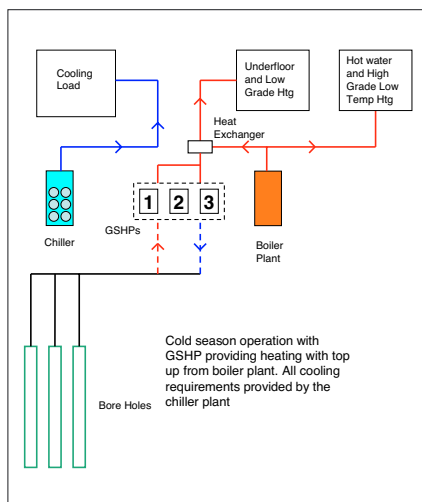 Cooling
Load
Underfloor
and Low
Grade Htg
Hot water
and High
Grade Low
Temp Htg
Heat
Exchanger
1 2 3
GSHPs
Chiller
Boiler
Plant
Cold season operation with
GSHP providing heating with top
up from boiler plant. All cooling
requirements provided by the
chiller plant
Bore Holes